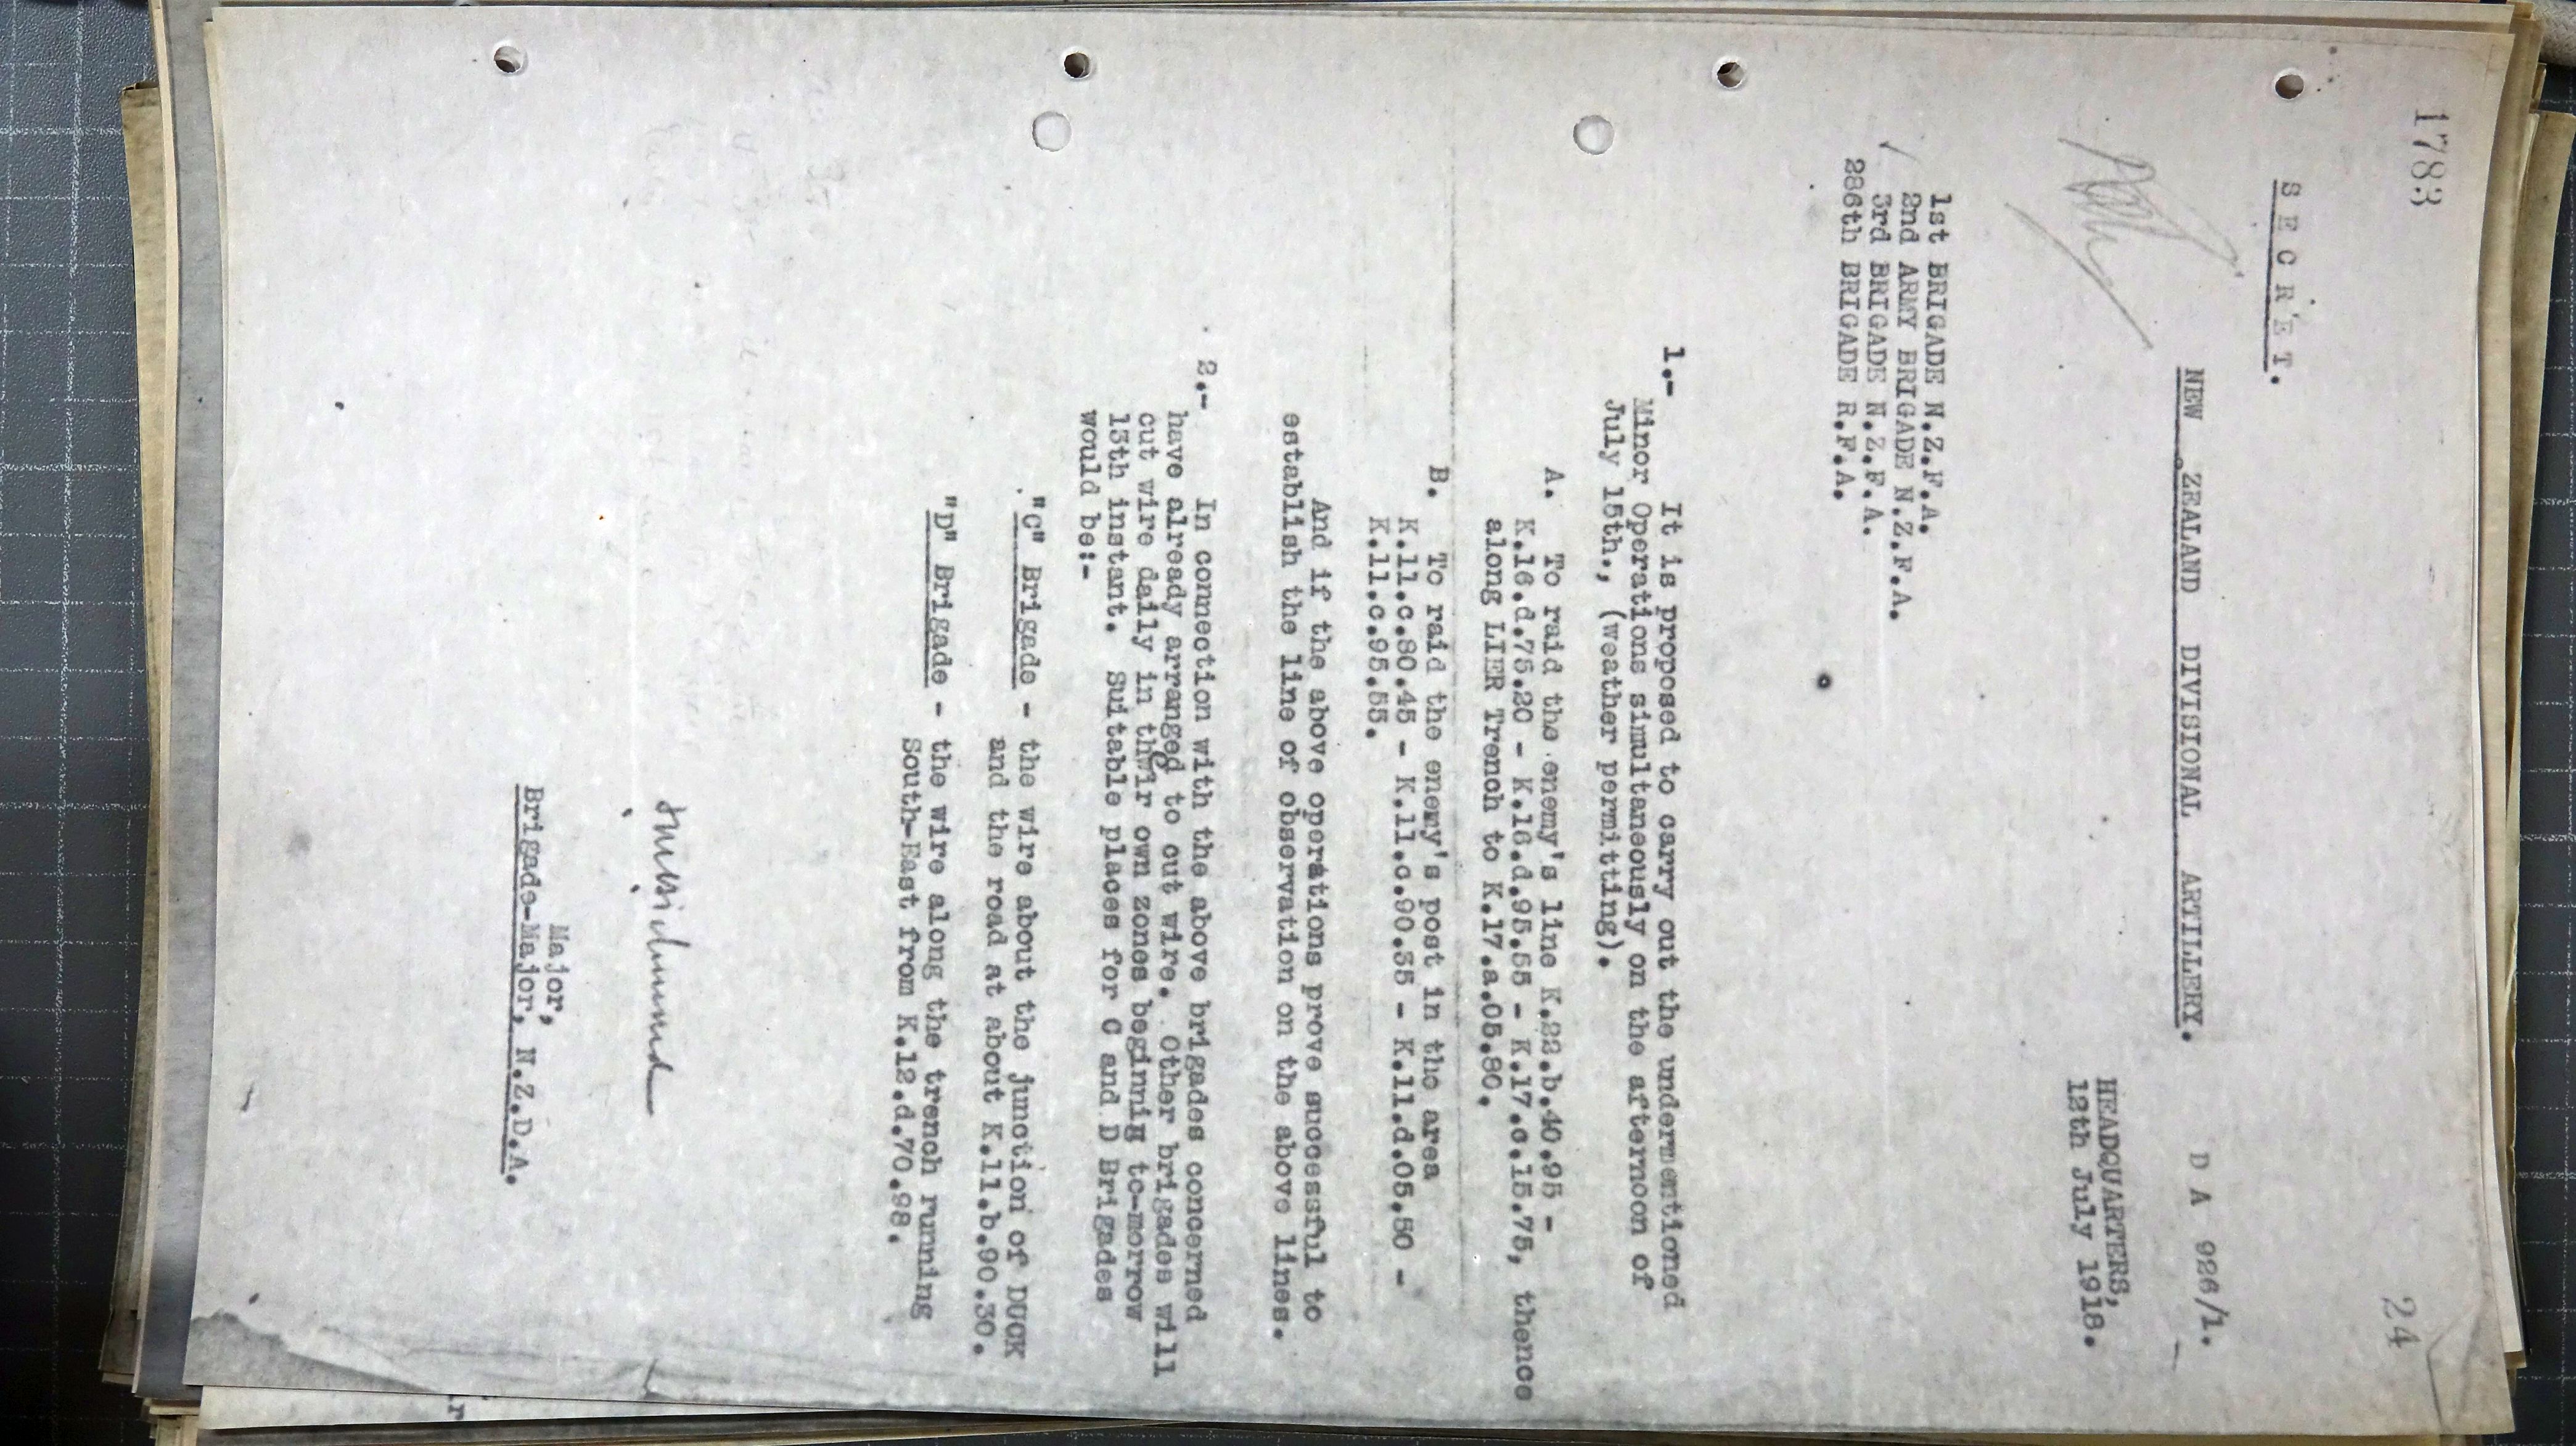 1783
24
S E C R E T.
NEW ZEALAND DIVISIONAL ARTILLERY.
D A 926/1.
HEADQUARTERS,
12th July 1918.
1st BRIGADE N.Z.F.A.
2nd ARMY BRIGADE N.Z.F.A.
✓ 3rd BRIGADE N.Z.F.A.
286th BRIGADE R.F.A.
1.- It is proposed to carry out the undermentioned
Minor Operations simultaneously on the afternoon of
July 15th., (weather permitting).
A. To raid the enemy's line K.22.b.40.95 -
K.16.d.75.20 - K.16.d.95.55 - K.17.c.15.75, thence
along LIER Trench to K.17.a.05.80.
B. To raid the enemy's post in the area
K.11.c.80.45 - K.11.c.90.35 - K.11.d.05.50 -
K.11.c.95.55.
And if the above operations prove successful to
establish the line of observation on the above lines.
2.- In connection with the above brigades concerned
have already arranged to cut wire. Other brigades will
cut wire daily in their own zones beginnig to-morrow
13th instant. Suitable places for C and D Brigades
would be:-
"C" Brigade - the wire about the junction of DUCK
and the road at about K.11.b.90.30.
"D" Brigade - the wire along the trench running
South-East from K.12.d.70.98.
Major,
Brigade-Major, N.Z.D.A.